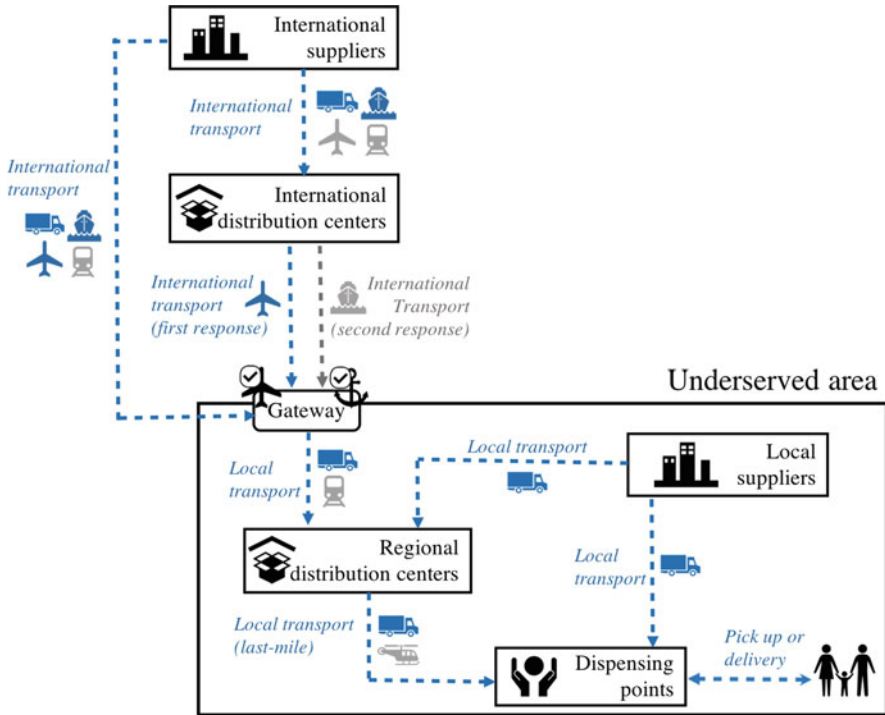 International
suppliers
International
transport
International
transport
International
distribution centers
International
transport
(first response)
International
Transport
(second response)
Underserved area
Gateway
Local
transport
Local transport
Local
suppliers
Regional
distribution centers
Local
transport
Local transport
(last-mile)
Dispensing
points
Pick up or
delivery